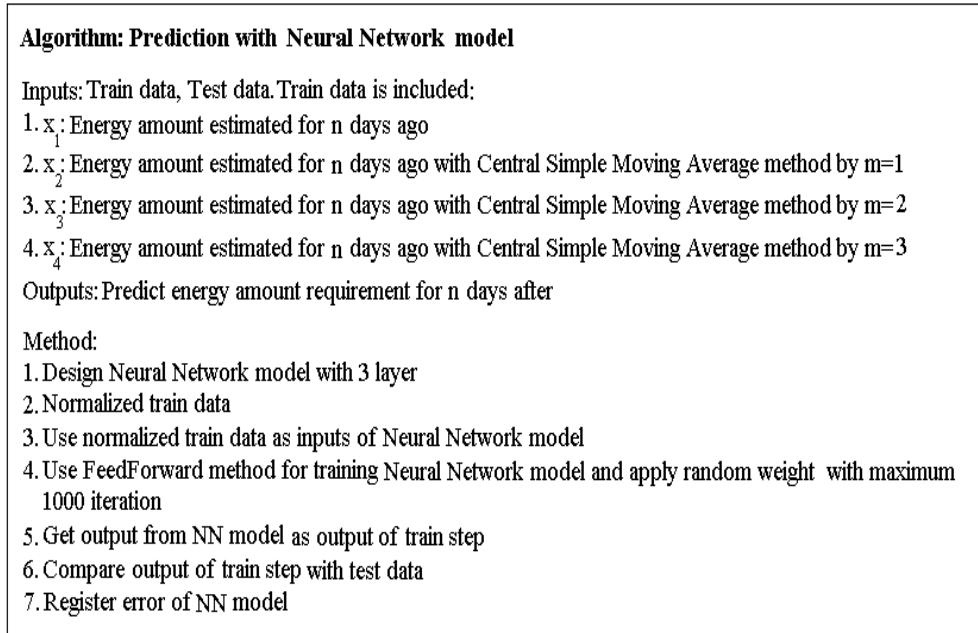 Algorithm: Prediction with Neural Network model
Inputs: Train data, Test data.Train data is included:
1. x₁: Energy amount estimated for n days ago
2. x₂: Energy amount estimated for n days ago with Central Simple Moving Average method by m=1
3. x₃: Energy amount estimated for n days ago with Central Simple Moving Average method by m=2
4. x₄: Energy amount estimated for n days ago with Central Simple Moving Average method by m=3
Outputs: Predict energy amount requirement for n days after
Method:
1. Design Neural Network model with 3 layer
2. Normalized train data
3. Use normalized train data as inputs of Neural Network model
4. Use FeedForward method for training Neural Network model and apply random weight with maximum
1000 iteration
5. Get output from NN model as output of train step
6. Compare output of train step with test data
7. Register error of NN model